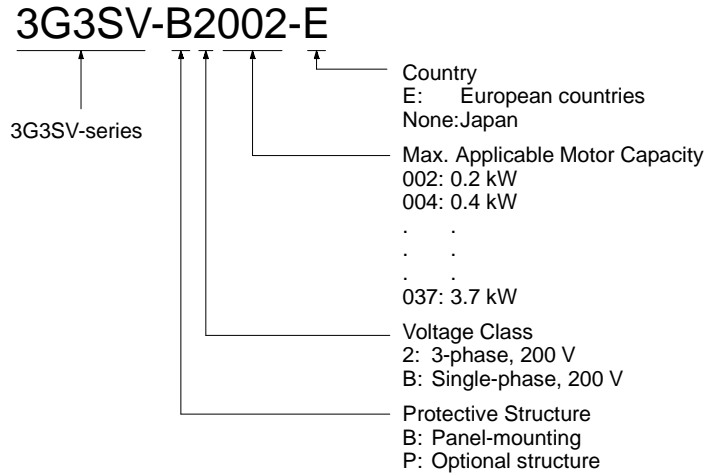 3G3SV-B2002-E
3G3SV-series
Country
E: European countries
None:Japan
Max. Applicable Motor Capacity
002: 0.2 kW
004: 0.4 kW
. .
. .
. .
037: 3.7 kW
Voltage Class
2: 3-phase, 200 V
B: Single-phase, 200 V
Protective Structure
B: Panel-mounting
P: Optional structure